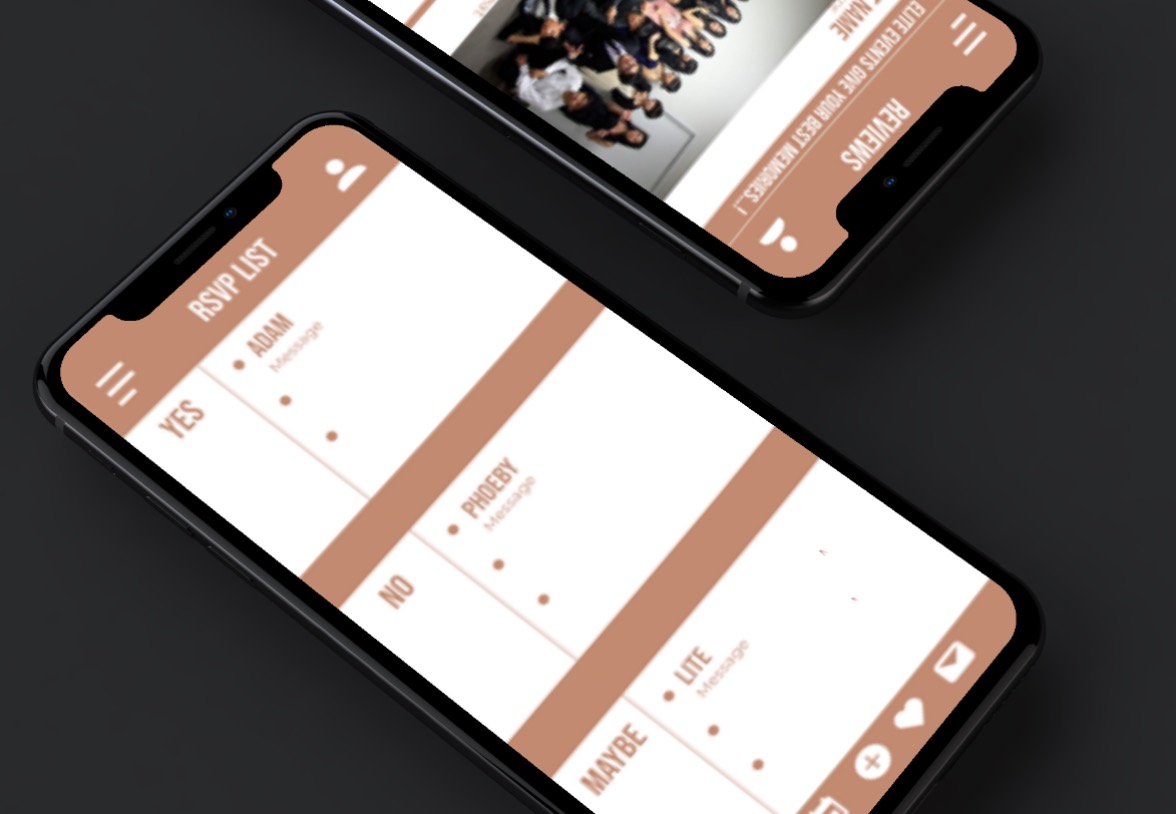 RSVP LIST
YES
ADAM
Message
NO
PHOEBY
Message
MAYBE
LITE
Message
REVIEWS
ELITE EVENTS GIVE YOUR BEST MEMORIES...!
NAME